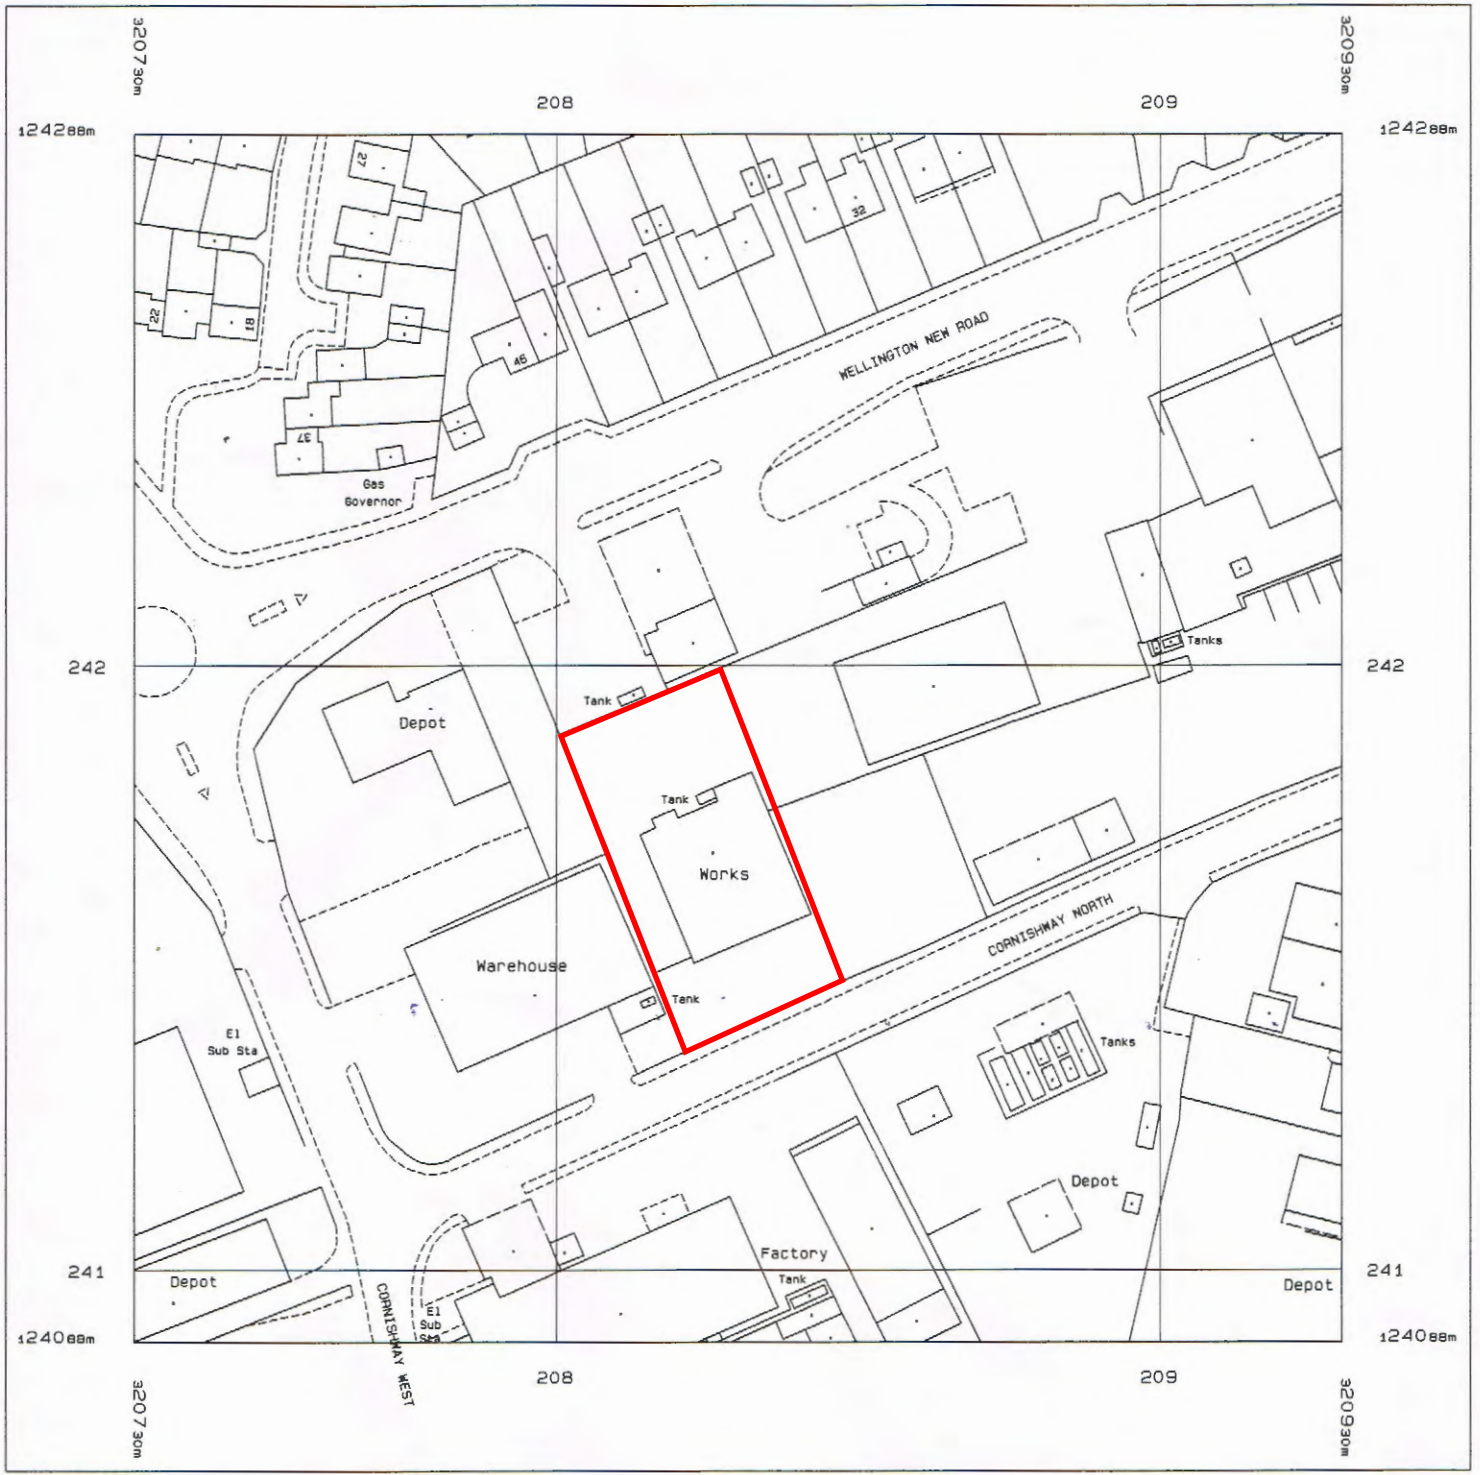 320730m
320930m
208
209
124288m
124288m
27
32
22
18
46
WELLINGTON NEW ROAD
37
Gas
Governor
Tanks
242
242
Tank
Depot
Tank
Works
CORNISHWAY NORTH
Warehouse
Tank
El
Sub Sta
Tanks
Depot
Factory
241
241
Depot
Tank
Depot
CORNISHWAY WEST
El
Sub
Sta
124088m
124088m
208
209
320730m
320930m